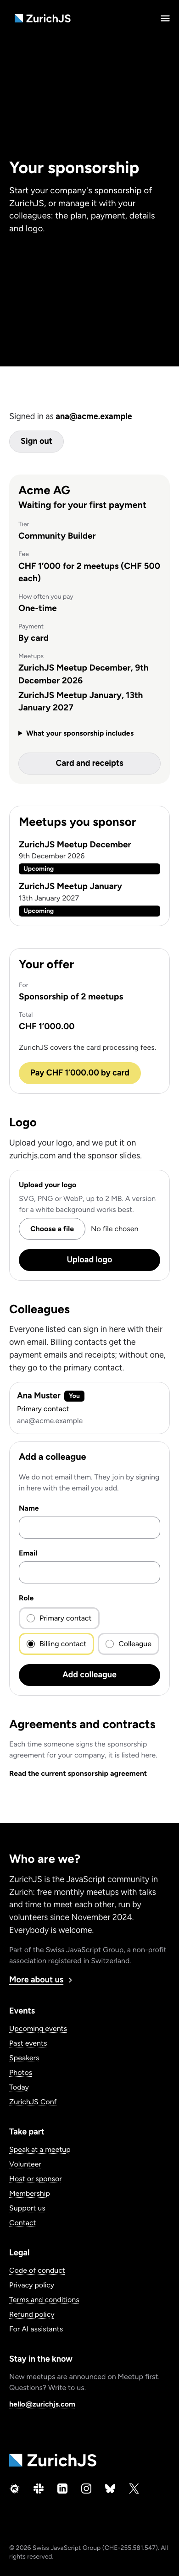 ZurichJS
Your sponsorship
Start your company's sponsorship of
ZurichJS, or manage it with your
colleagues: the plan, payment, details
and logo.
Signed in as ana@acme.example
Sign out
Acme AG
Waiting for your first payment
Tier
Community Builder
Fee
CHF 1'000 for 2 meetups (CHF 500
each)
How often you pay
One-time
Payment
By card
Meetups
ZurichJS Meetup December, 9th
December 2026
ZurichJS Meetup January, 13th
January 2027
What your sponsorship includes
Card and receipts
Meetups you sponsor
ZurichJS Meetup December
9th December 2026
Upcoming
ZurichJS Meetup January
13th January 2027
Upcoming
Your offer
For
Sponsorship of 2 meetups
Total
CHF 1'000.00
ZurichJS covers the card processing fees.
Pay CHF 1'000.00 by card
Logo
Upload your logo, and we put it on
zurichjs.com and the sponsor slides.
Upload your logo
SVG, PNG or WebP, up to 2 MB. A version
for a white background works best.
Choose a file No file chosen
Upload logo
Colleagues
Everyone listed can sign in here with their
own email. Billing contacts get the
payment emails and receipts; without one,
they go to the primary contact.
Ana Muster You
Primary contact
ana@acme.example
Add a colleague
We do not email them. They join by signing
in here with the email you add.
Name
Email
Role
Primary contact
Billing contact Colleague
Add colleague
Agreements and contracts
Each time someone signs the sponsorship
agreement for your company, it is listed here.
Read the current sponsorship agreement
Who are we?
ZurichJS is the JavaScript community in
Zurich: free monthly meetups with talks
and time to meet each other, run by
volunteers since November 2024.
Everybody is welcome.
Part of the Swiss JavaScript Group, a non-profit
association registered in Switzerland.
More about us
Events
Upcoming events
Past events
Speakers
Photos
Today
ZurichJS Conf
Take part
Speak at a meetup
Volunteer
Host or sponsor
Membership
Support us
Contact
Legal
Code of conduct
Privacy policy
Terms and conditions
Refund policy
For AI assistants
Stay in the know
New meetups are announced on Meetup first.
Questions? Write to us.
hello@zurichjs.com
ZurichJS
© 2026 Swiss JavaScript Group (CHE-255.581.547). All
rights reserved.